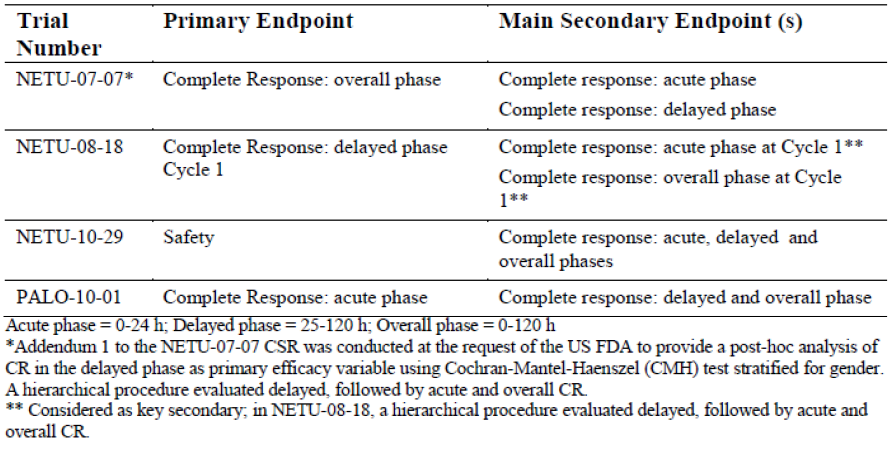 Trial Number Primary Endpoint Main Secondary Endpoint (s)
NETU-07-07* Complete Response: overall phase Complete response: acute phase
Complete response: delayed phase
NETU-08-18 Complete Response: delayed phase Cycle 1 Complete response: acute phase at Cycle 1**
Complete response: overall phase at Cycle 1**
NETU-10-29 Safety Complete response: acute, delayed and overall phases
PALO-10-01 Complete Response: acute phase Complete response: delayed and overall phase
Acute phase = 0-24 h; Delayed phase = 25-120 h; Overall phase = 0-120 h
*Addendum 1 to the NETU-07-07 CSR was conducted at the request of the US FDA to provide a post-hoc analysis of
CR in the delayed phase as primary efficacy variable using Cochran-Mantel-Haenszel (CMH) test stratified for gender.
A hierarchical procedure evaluated delayed, followed by acute and overall CR.
** Considered as key secondary; in NETU-08-18, a hierarchical procedure evaluated delayed, followed by acute and
overall CR.